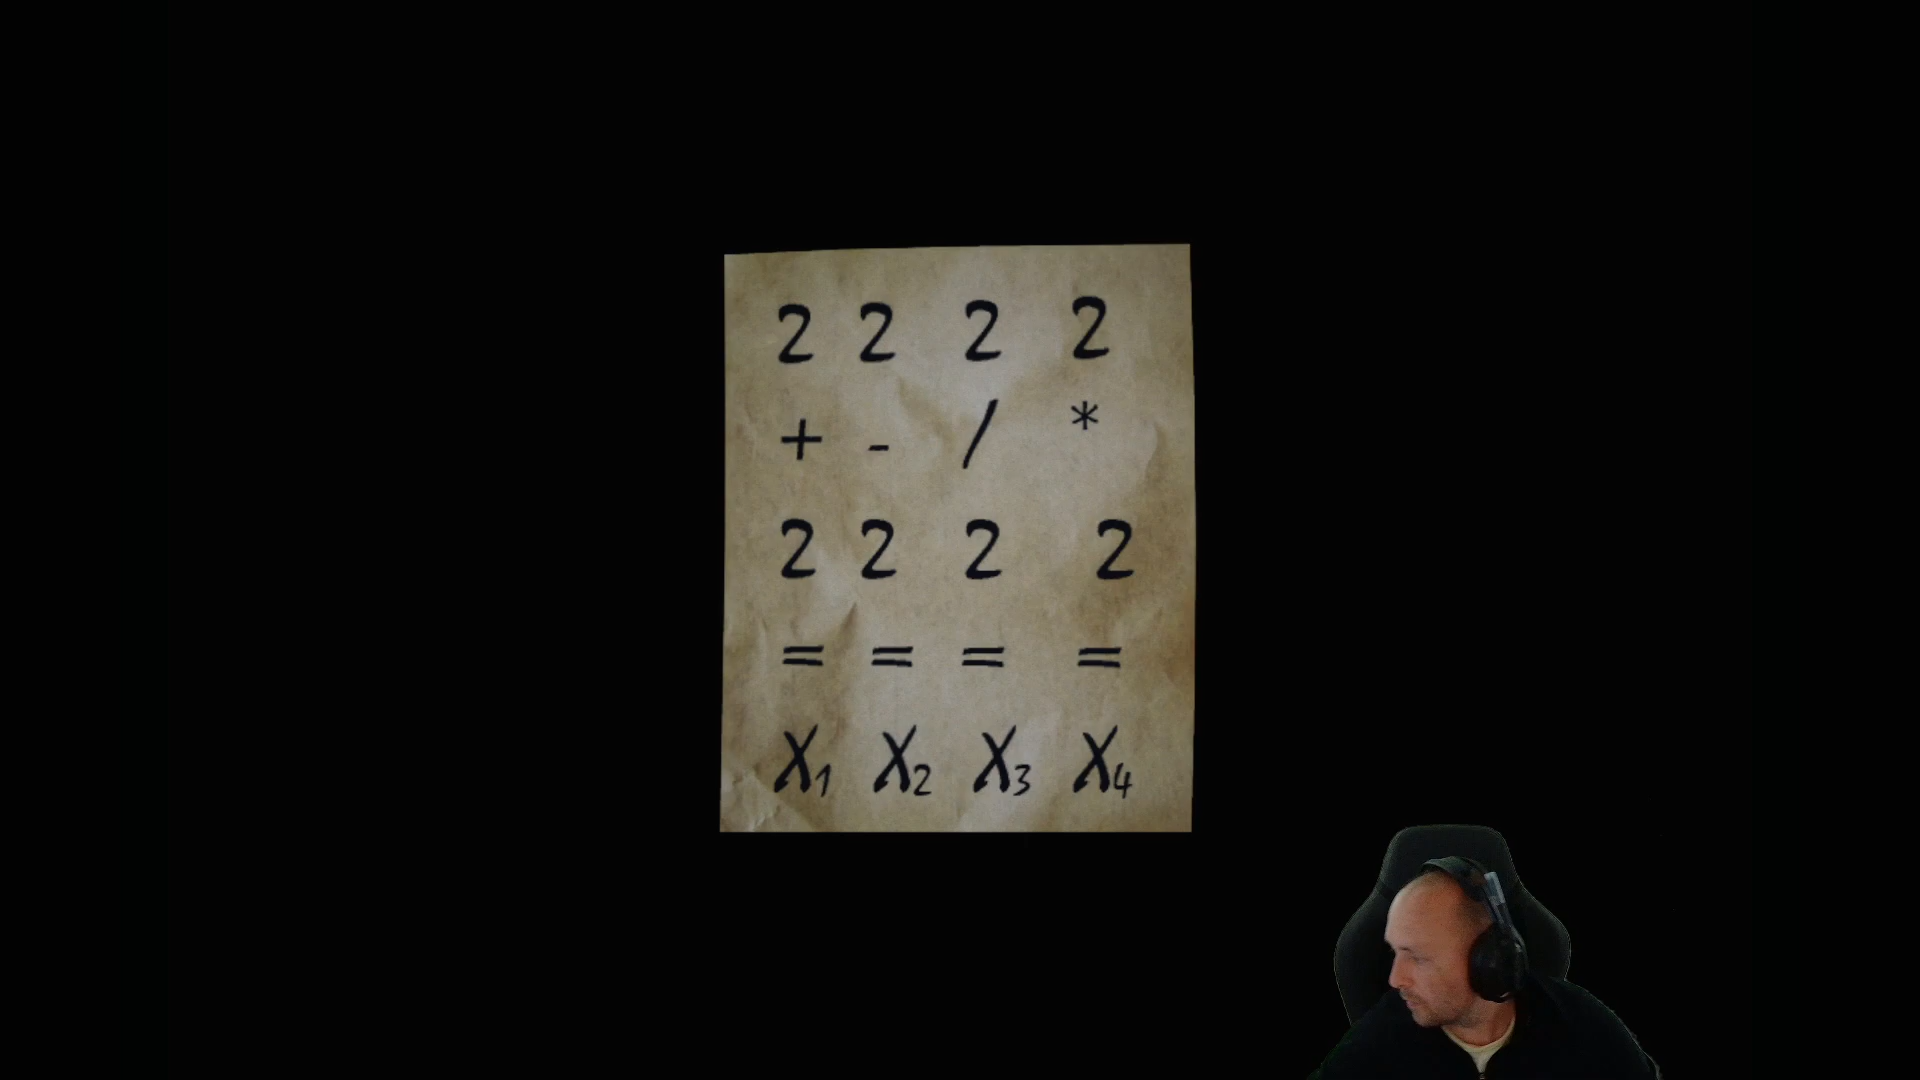 2 2 2 2
+ - / *
2 2 2 2
= = = =
X₁ X₂ X₃ X₄